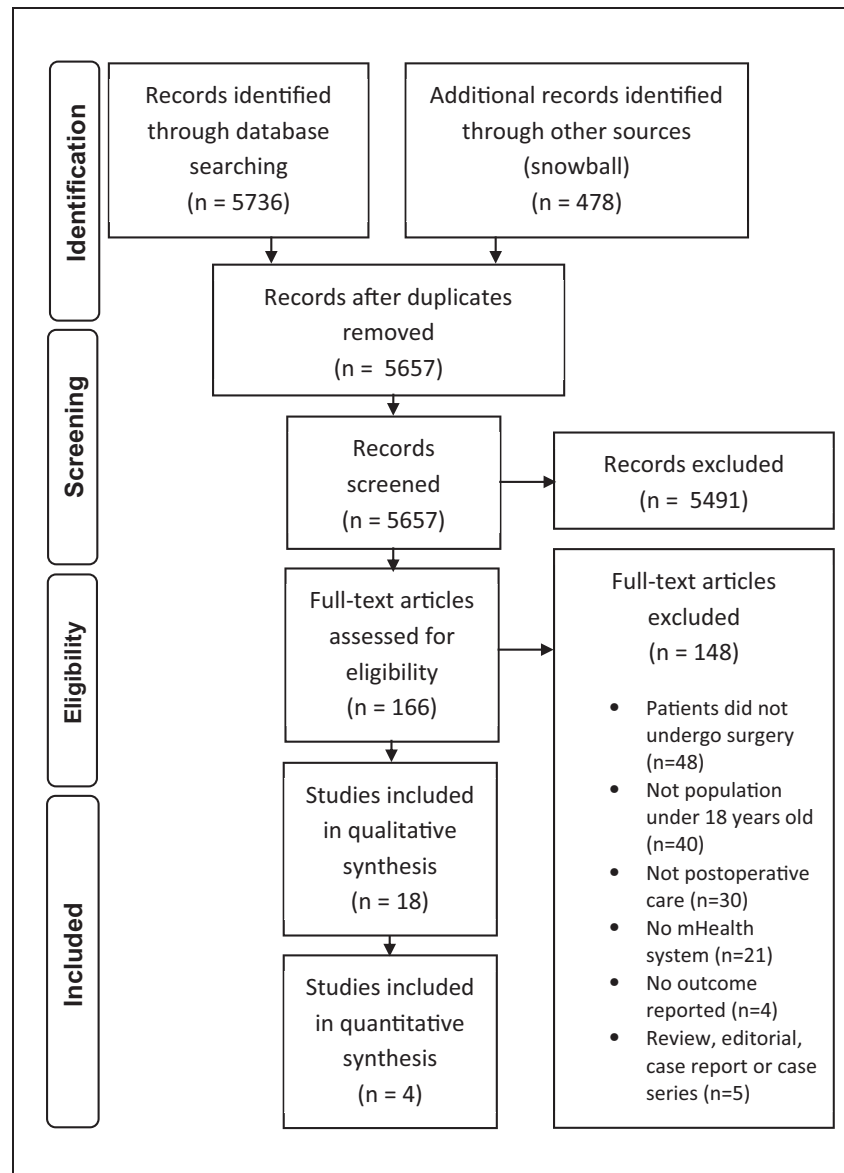 Identification
Records identified
through database
searching
(n = 5736)
Additional records identified
through other sources
(snowball)
(n = 478)
Records after duplicates
removed
(n = 5657)
Screening
Records
screened
(n = 5657)
Records excluded
(n = 5491)
Eligibility
Full-text articles
assessed for
eligibility
(n = 166)
Full-text articles
excluded
(n = 148)
• Patients did not
undergo surgery
(n=48)
• Not population
under 18 years old
(n=40)
• Not postoperative
care (n=30)
• No mHealth
system (n=21)
• No outcome
reported (n=4)
• Review, editorial,
case report or case
series (n=5)
Included
Studies included
in qualitative
synthesis
(n = 18)
Studies included
in quantitative
synthesis
(n = 4)